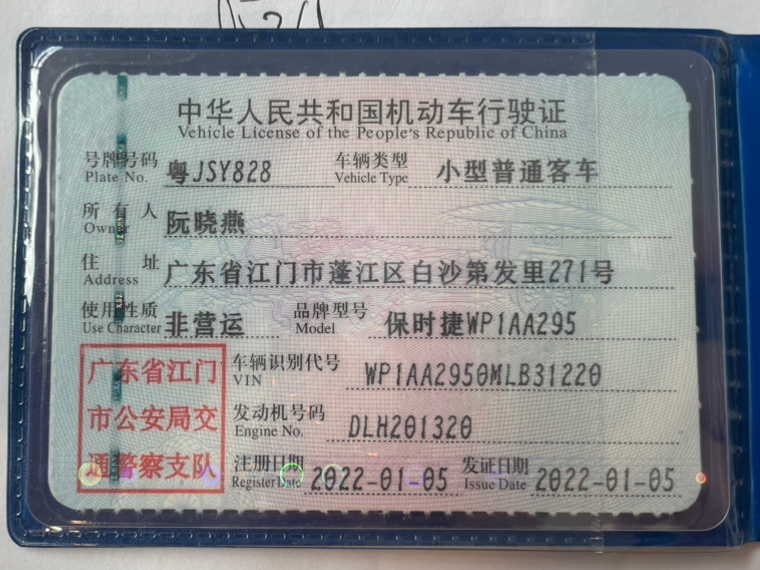 中华人民共和国机动车行驶证
Vehicle License of the People's Republic of China
号牌号码 粤JSY828 车辆类型 小型普通客车
Plate No. Vehicle Type
所有人 阮晓燕
Owner
住址 广东省江门市蓬江区白沙第发里271号
Address
使用性质 非营运 品牌型号 保时捷WP1AA295
Use Character Model
广东省江门
市公安局交
通警察支队
车辆识别代号 WP1AA2950MLB31220
VIN
发动机号码 DLH201320
Engine No.
注册日期 2022-01-05 发证日期 2022-01-05
Register Date Issue Date